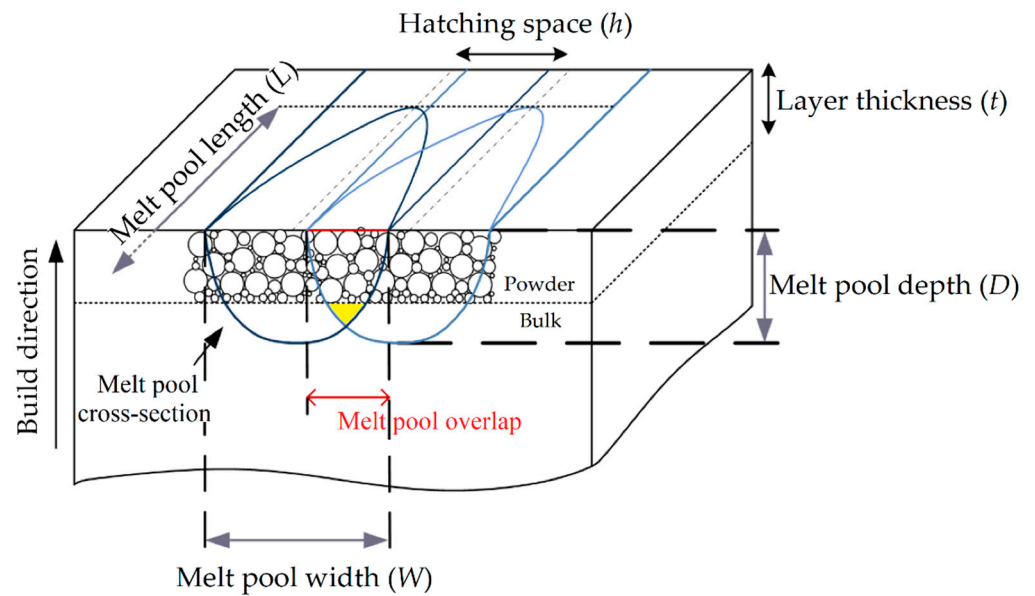 Hatching space (h)
Layer thickness (t)
Melt pool length (L)
Build direction
Powder
Bulk
Melt pool depth (D)
Melt pool
cross-section
Melt pool overlap
Melt pool width (W)